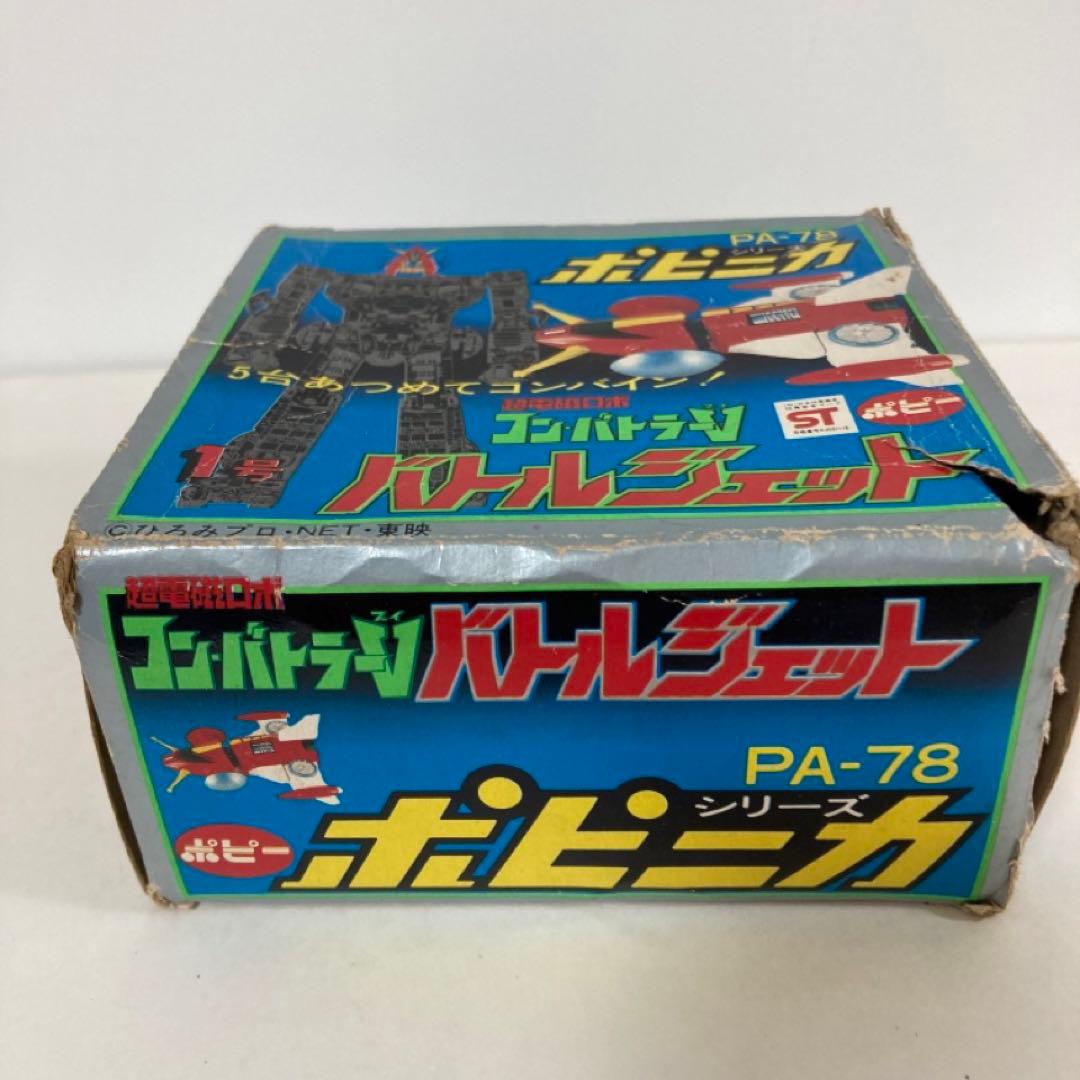 PA-78
ポピニカ
シリーズ
5台あつめてコンバイン!
超電磁ロボ
コン・バトラーV
ブイ
ST
ポピー
1号
バトルジェット
©ひろみプロ・NET・東映
超電磁ロボ
コン・バトラーV
ブイ
バトルジェット
PA-78
シリーズ
ポピー
ポピニカ